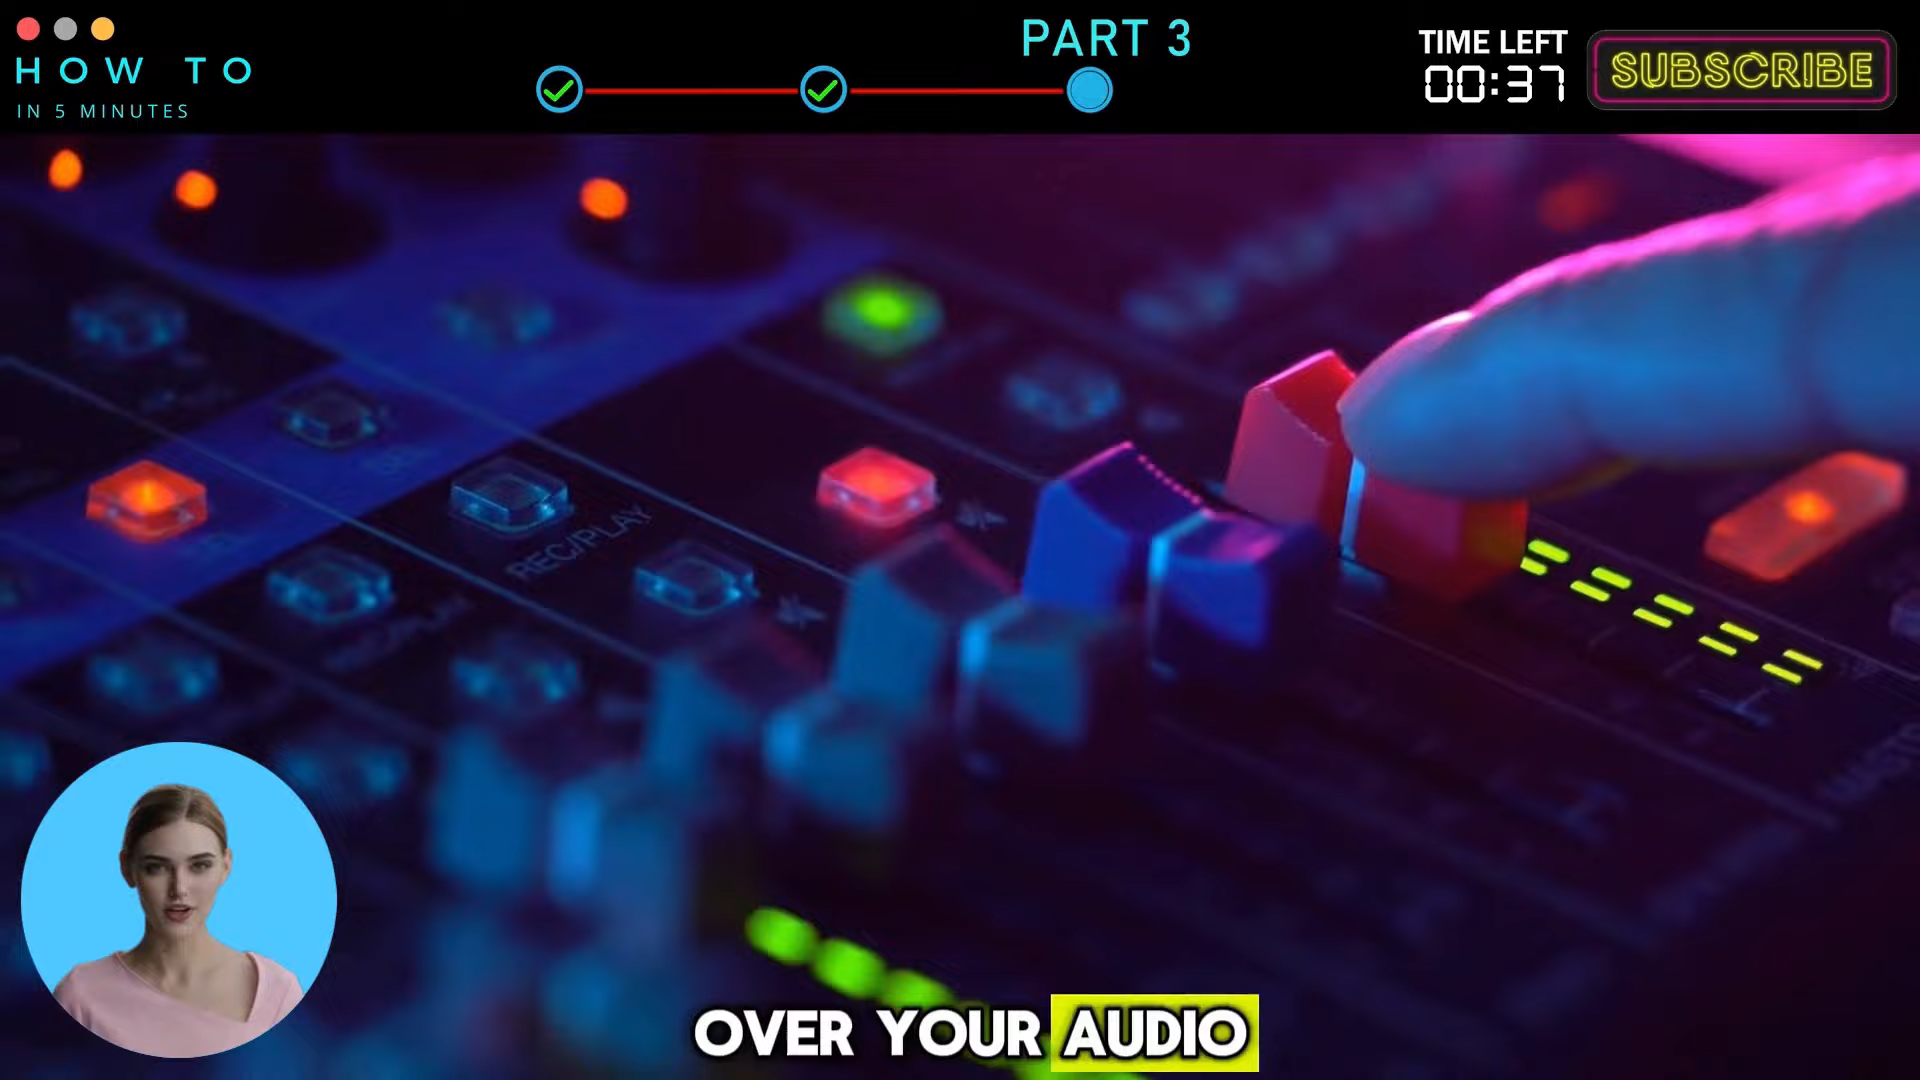 HOW TO
IN 5 MINUTES
PART 3
TIME LEFT
00:37
SUBSCRIBE
REC/PLAY
OVER YOUR AUDIO